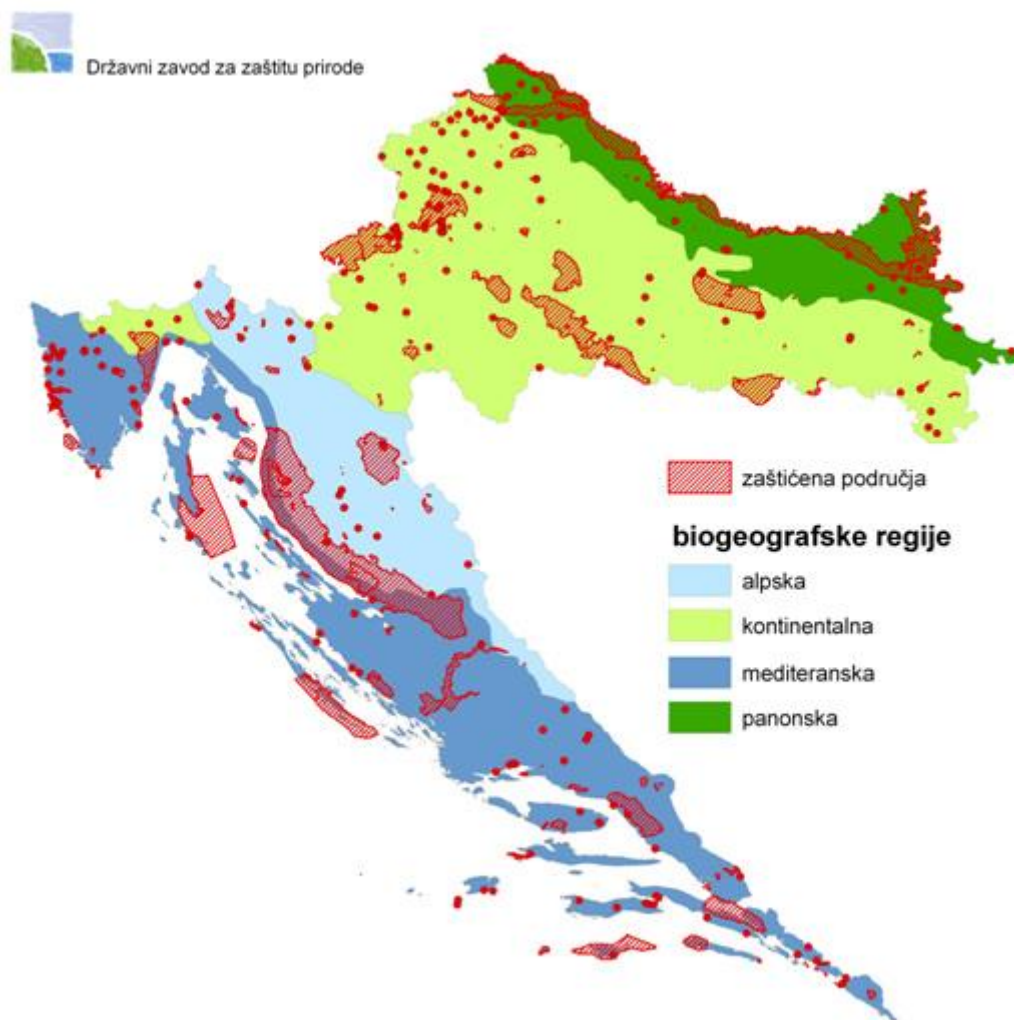 Državni zavod za zaštitu prirode
zaštićena područja
biogeografske regije
alpska
kontinentalna
mediteranska
panonska